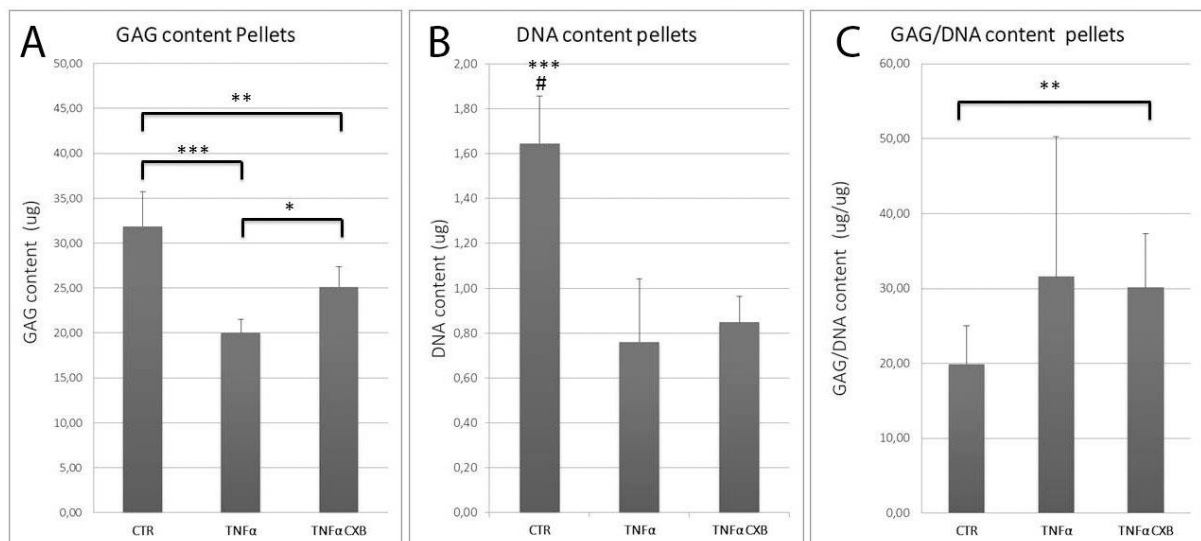 A
GAG content Pellets
GAG content (ug)
50,00
45,00
40,00
35,00
30,00
25,00
20,00
15,00
10,00
5,00
0,00
**
***
*
CTR
TNFα
TNFα CXB
B
DNA content pellets
DNA content (ug)
2,00
1,80
1,60
1,40
1,20
1,00
0,80
0,60
0,40
0,20
0,00
***
#
CTR
TNFα
TNFα CXB
C
GAG/DNA content pellets
GAG/DNA content (ug/ug)
60,00
50,00
40,00
30,00
20,00
10,00
0,00
**
CTR
TNFα
TNFα CXB